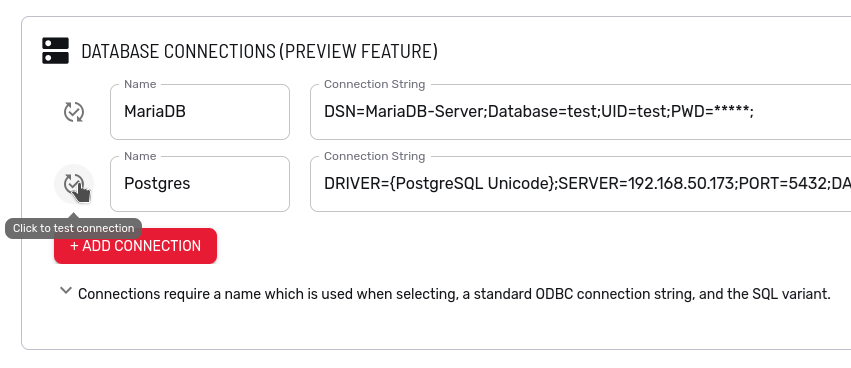 DATABASE CONNECTIONS (PREVIEW FEATURE)
Name
Connection String
MariaDB
DSN=MariaDB-Server;Database=test;UID=test;PWD=*****;
Name
Connection String
Postgres
DRIVER={PostgreSQL Unicode};SERVER=192.168.50.173;PORT=5432;DA
Click to test connection
+ ADD CONNECTION
Connections require a name which is used when selecting, a standard ODBC connection string, and the SQL variant.